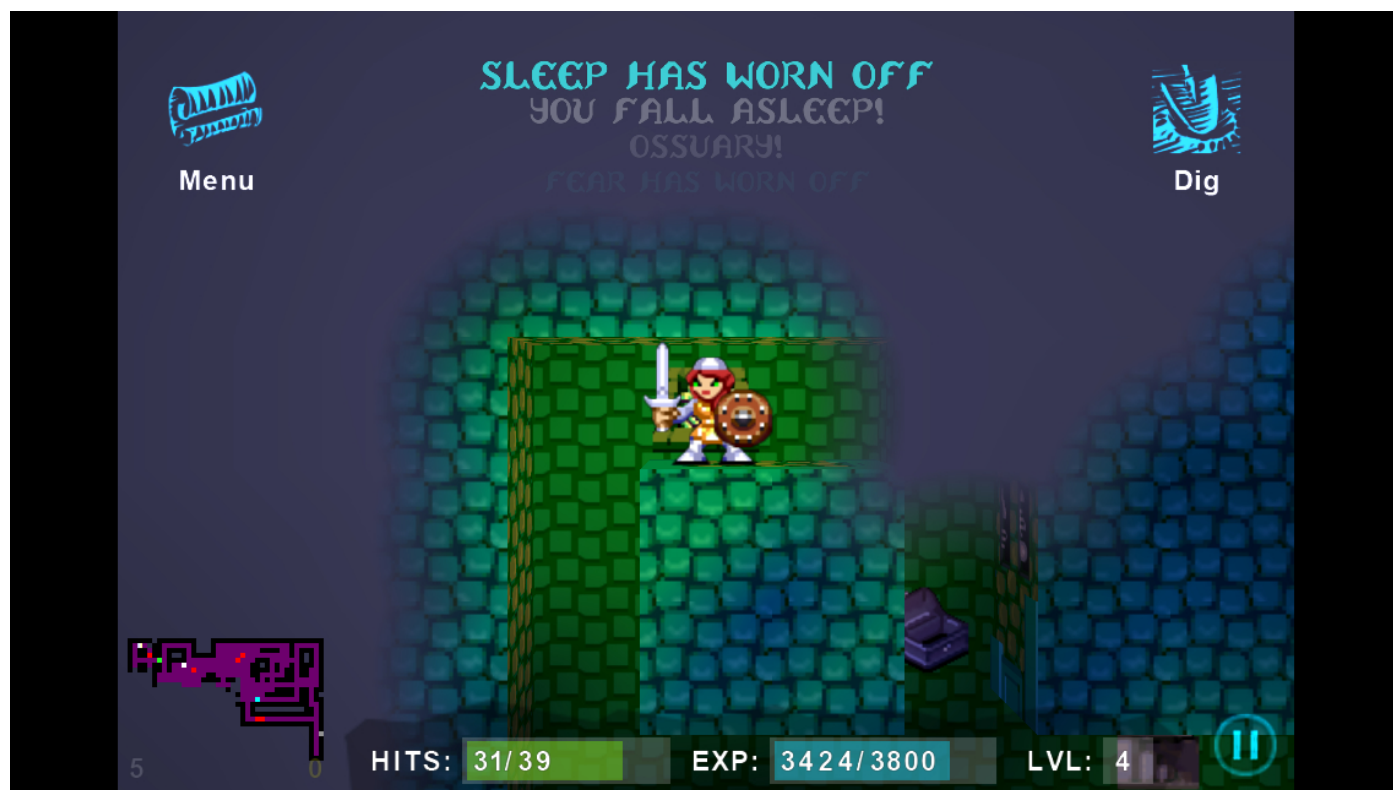 SLEEP HAS WORN OFF
YOU FALL ASLEEP!
OSSUARY!
FEAR HAS WORN OFF
Menu
Dig
5
0
HITS: 31/39 EXP: 3424/3800 LVL: 4